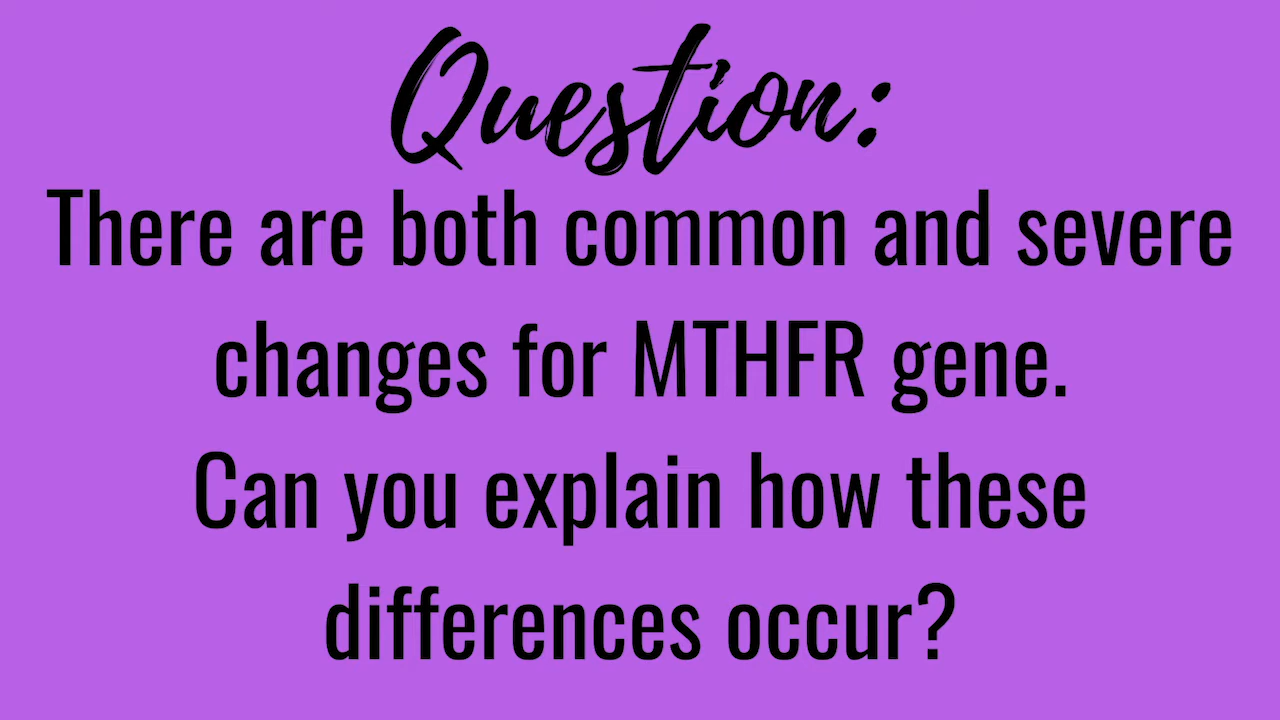 Question:
There are both common and severe
changes for MTHFR gene.
Can you explain how these
differences occur?